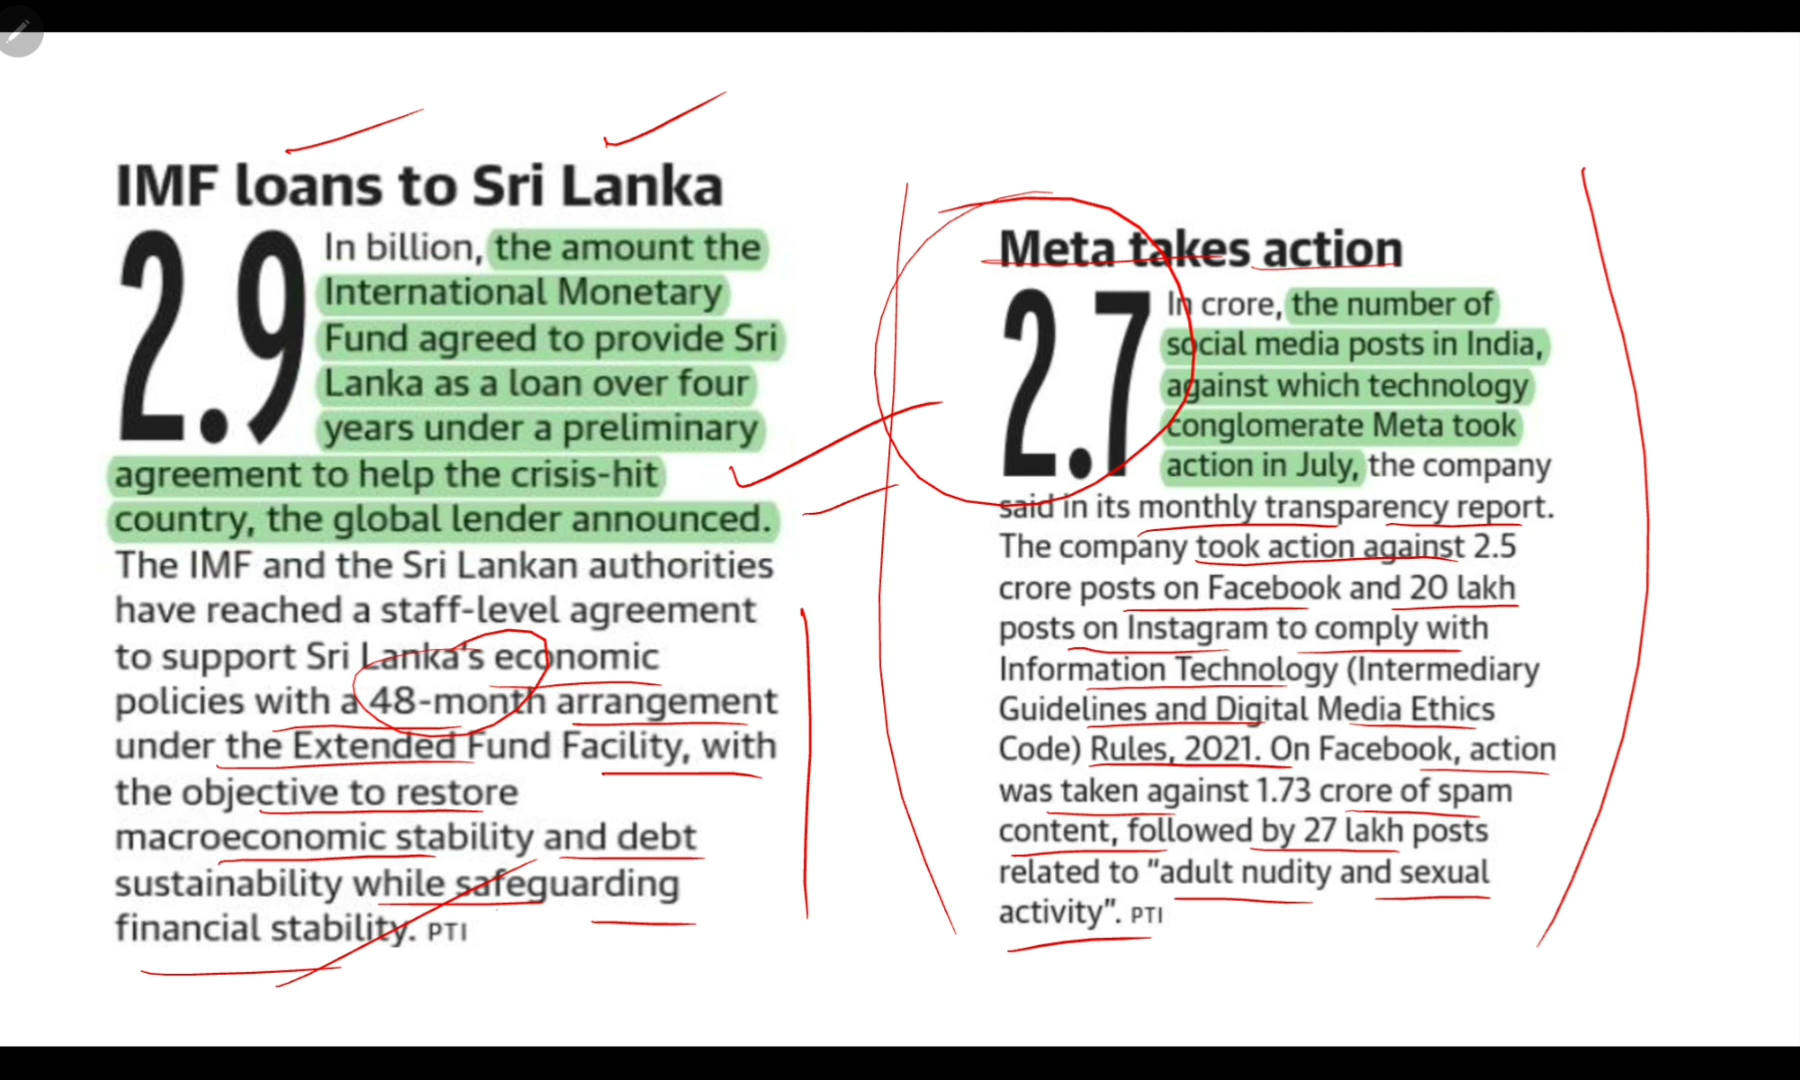 IMF loans to Sri Lanka
2.9
In billion, the amount the
International Monetary
Fund agreed to provide Sri
Lanka as a loan over four
years under a preliminary
agreement to help the crisis-hit
country, the global lender announced.
The IMF and the Sri Lankan authorities
have reached a staff-level agreement
to support Sri Lanka's economic
policies with a 48-month arrangement
under the Extended Fund Facility, with
the objective to restore
macroeconomic stability and debt
sustainability while safeguarding
financial stability. PTI
Meta takes action
2.7
In crore, the number of
social media posts in India,
against which technology
conglomerate Meta took
action in July, the company
said in its monthly transparency report.
The company took action against 2.5
crore posts on Facebook and 20 lakh
posts on Instagram to comply with
Information Technology (Intermediary
Guidelines and Digital Media Ethics
Code) Rules, 2021. On Facebook, action
was taken against 1.73 crore of spam
content, followed by 27 lakh posts
related to "adult nudity and sexual
activity". PTI